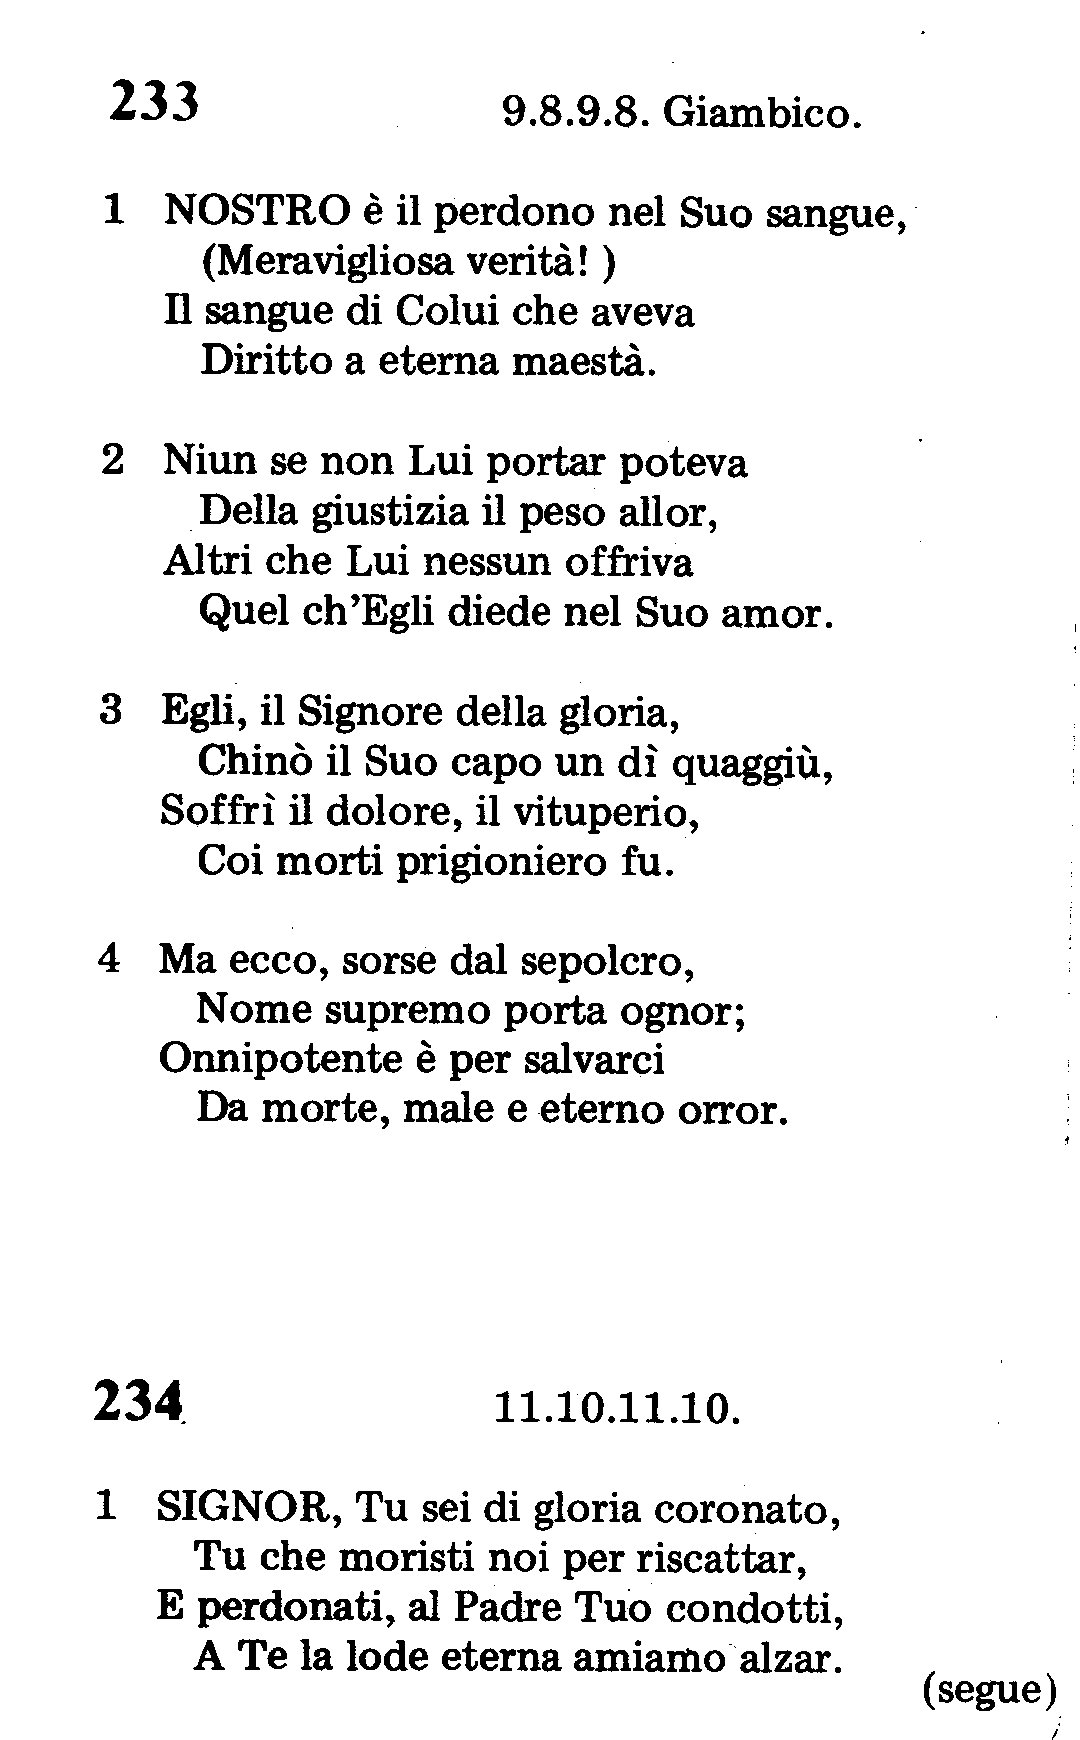 233 9.8.9.8. Giambico.
1 NOSTRO è il perdono nel Suo sangue,
(Meravigliosa verità! )
Il sangue di Colui che aveva
Diritto a eterna maestà.
2 Niun se non Lui portar poteva
Della giustizia il peso allor,
Altri che Lui nessun offriva
Quel ch'Egli diede nel Suo amor.
3 Egli, il Signore della gloria,
Chinò il Suo capo un dì quaggiù,
Soffrì il dolore, il vituperio,
Coi morti prigioniero fu.
4 Ma ecco, sorse dal sepolcro,
Nome supremo porta ognor;
Onnipotente è per salvarci
Da morte, male e eterno orror.
234 11.10.11.10.
1 SIGNOR, Tu sei di gloria coronato,
Tu che moristi noi per riscattar,
E perdonati, al Padre Tuo condotti,
A Te la lode eterna amiamo alzar.
(segue)